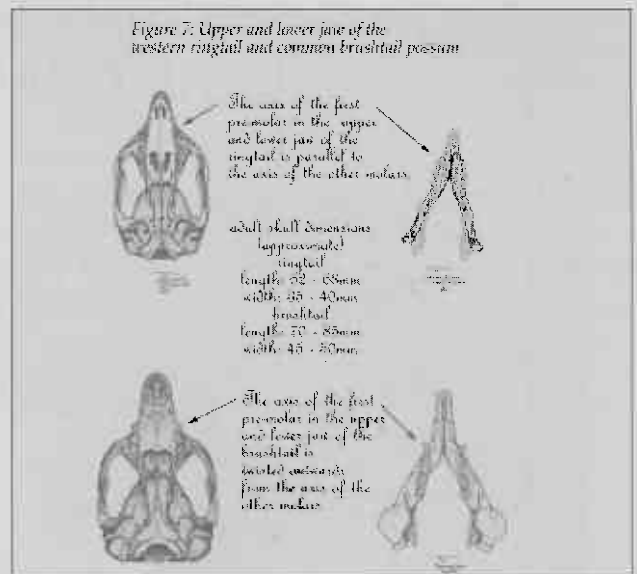 Figure 7: Upper and lower jaw of the
western ringtail and common brushtail possum
The axis of the first
pre-molar in the upper
and lower jaw of the
ringtail is parallel to
the axis of the other molars.
adult skull dimensions
(approximate)
ringtail
length: 62 - 68mm
width: 35 - 40mm
brushtail
length: 70 - 85mm
width: 45 - 50mm
The axis of the first
pre-molar in the upper
and lower jaw of the
brushtail is
twisted outwards
from the axis of the
other molars